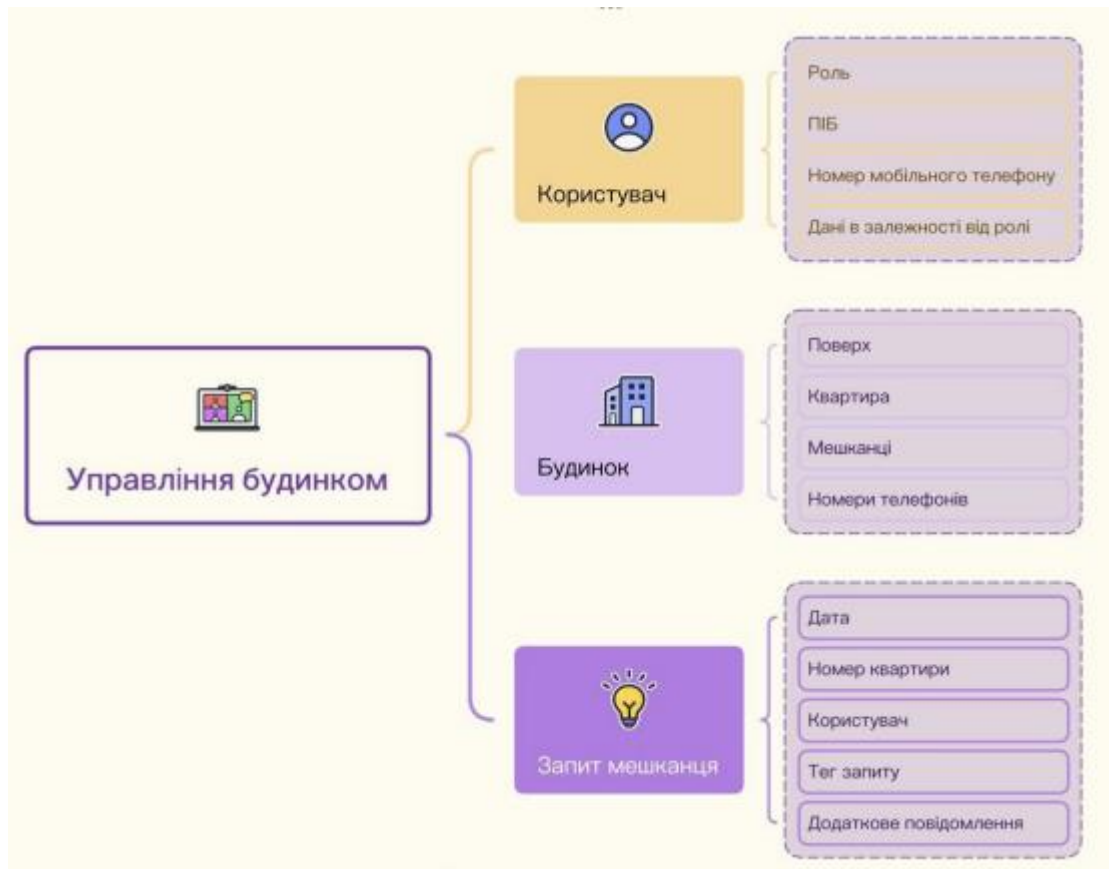 Управління будинком
Користувач
Роль
ПІБ
Номер мобільного телефону
Дані в залежності від ролі
Будинок
Поверх
Квартира
Мешканці
Номери телефонів
Запит мешканця
Дата
Номер квартири
Користувач
Тег запиту
Додаткове повідомлення